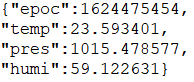 {"epoc":1624475454,
"temp":23.593401,
"pres":1015.478577,
"humi":59.122631}